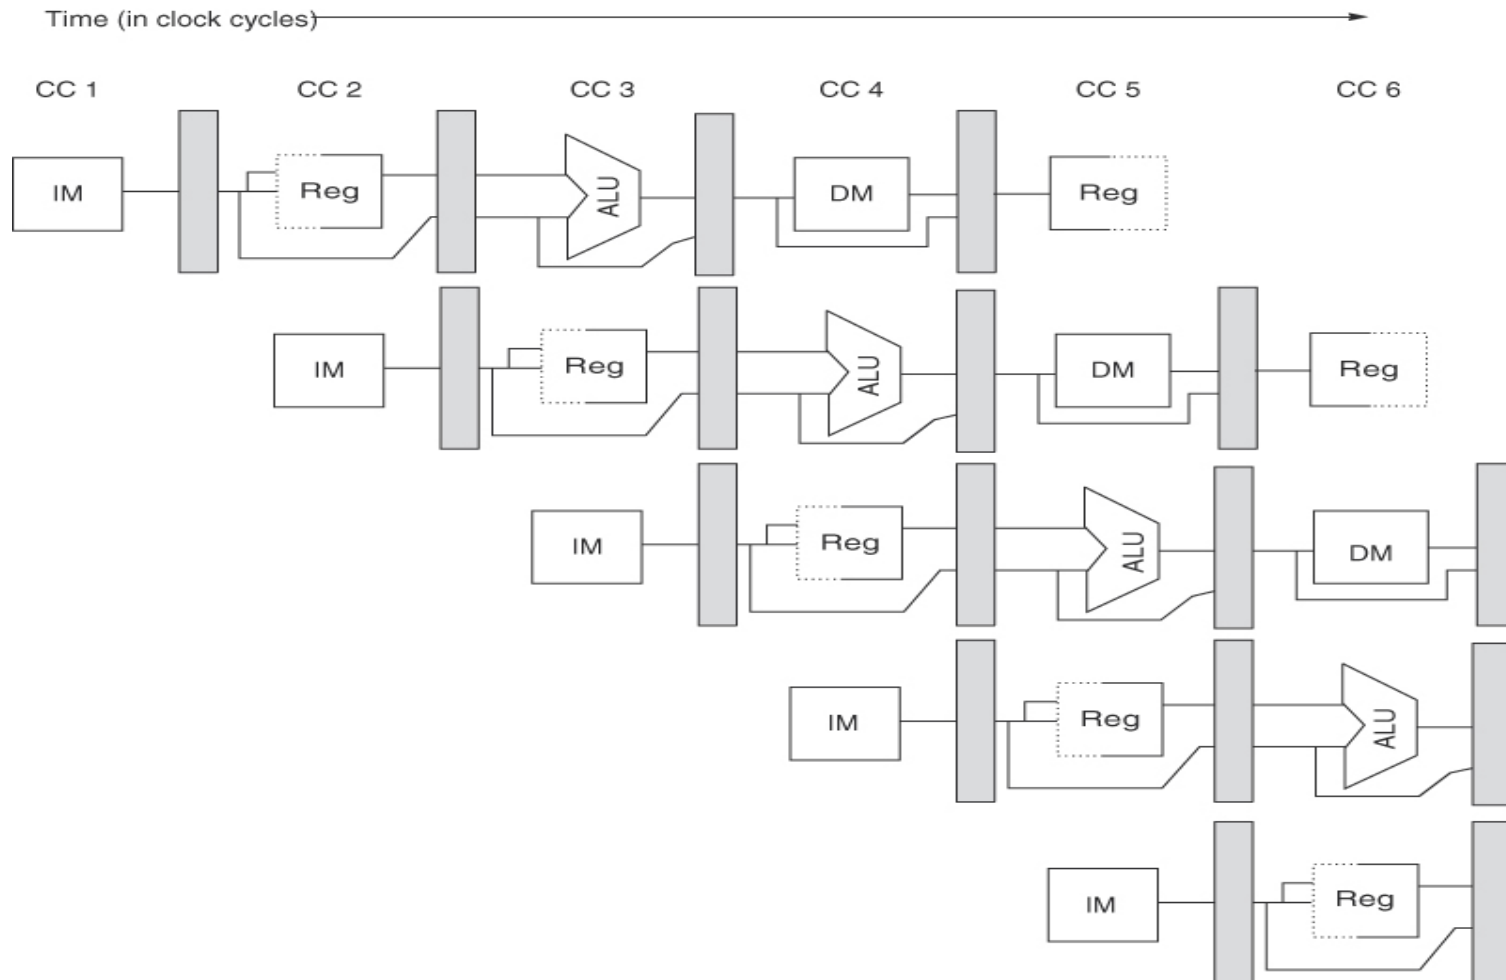 Time (in clock cycles)
CC 1 CC 2 CC 3 CC 4 CC 5 CC 6
IM Reg ALU DM Reg
IM Reg ALU DM Reg
IM Reg ALU DM
IM Reg ALU
IM Reg